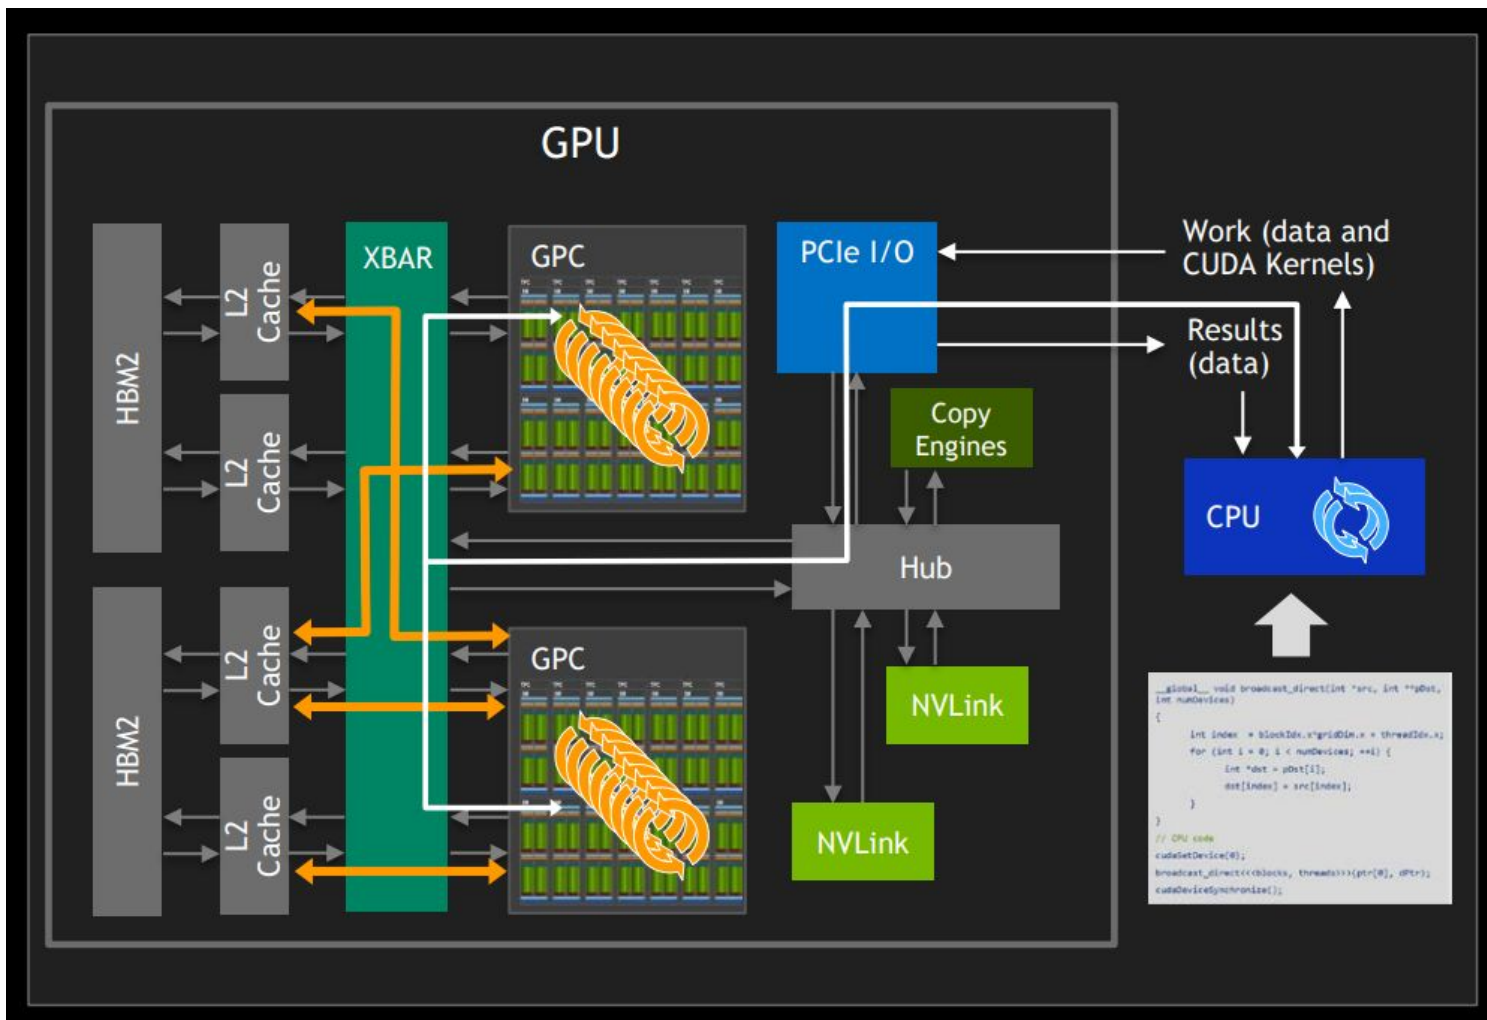 GPU
HBM2
HBM2
L2
Cache
L2
Cache
L2
Cache
L2
Cache
XBAR
GPC
GPC
PCIe I/O
Copy
Engines
Hub
NVLink
NVLink
Work (data and
CUDA Kernels)
Results
(data)
CPU
__global__ void broadcast_direct(int *src, int **pDst,
int numDevices)
{
int index = blockIdx.x*gridDim.x + threadIdx.x;
for (int i = 0; i < numDevices; ++i) {
int *dst = pDst[i];
dst[index] = src[index];
}
}
// CPU code
cudaSetDevice(0);
broadcast_direct<<<blocks, threads>>>(ptr[0], dPtr);
cudaDeviceSynchronize();